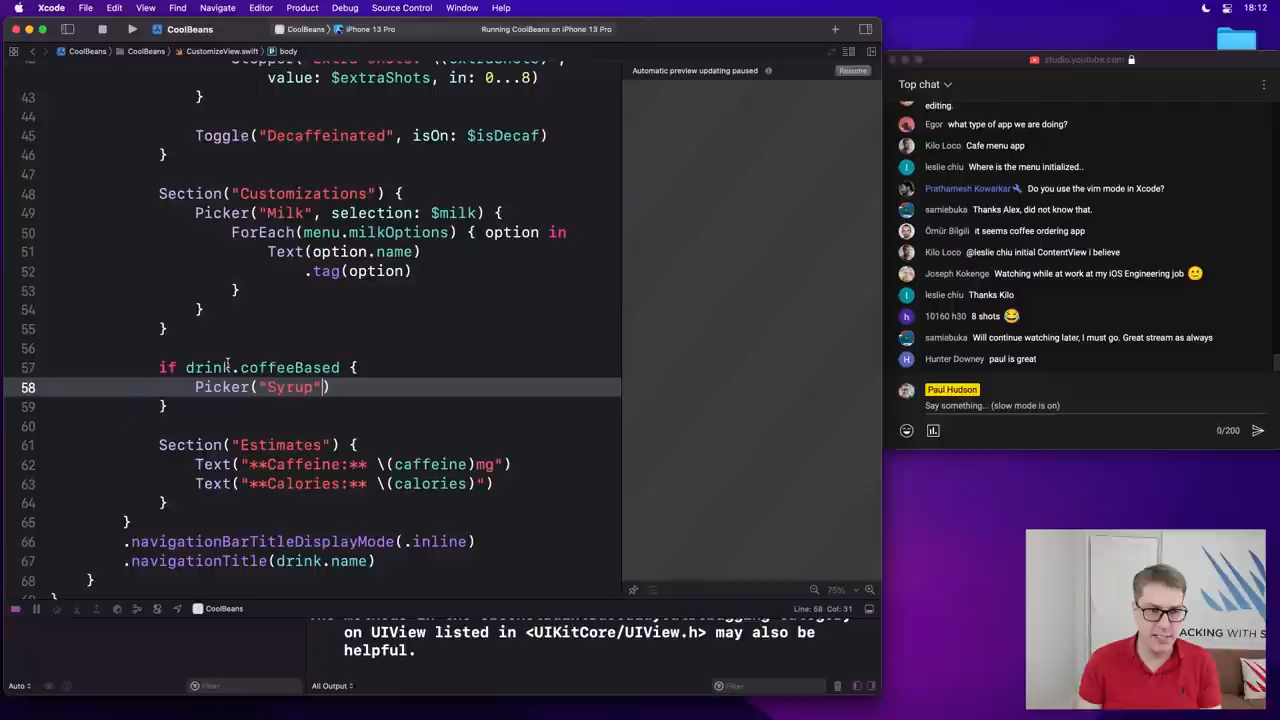 Xcode File Edit View Find Navigate Editor Product Debug Source Control Window Help
18:12
CoolBeans
CoolBeans iPhone 13 Pro
Running CoolBeans on iPhone 13 Pro
CoolBeans CoolBeans CustomizeView.swift body
value: $extraShots, in: 0...8)
43 }
44
45 Toggle("Decaffeinated", isOn: $isDecaf)
46 }
47
48 Section("Customizations") {
49 Picker("Milk", selection: $milk) {
50 ForEach(menu.milkOptions) { option in
51 Text(option.name)
52 .tag(option)
53 }
54 }
55 }
56
57 if drink.coffeeBased {
58 Picker("Syrup")
59 }
60
61 Section("Estimates") {
62 Text("**Caffeine:** \(caffeine)mg")
63 Text("**Calories:** \(calories)")
64 }
65 }
66 .navigationBarTitleDisplayMode(.inline)
67 .navigationTitle(drink.name)
68 }
Automatic preview updating paused
Resume
75%
CoolBeans
Line: 58 Col: 31
on UIView listed in <UIKitCore/UIView.h> may also be
helpful.
Auto
Filter
All Output
Filter
studio.youtube.com
Top chat
editing.
Egor what type of app we are doing?
Kilo Loco Cafe menu app
leslie chiu Where is the menu initialized..
Prathamesh Kowarkar Do you use the vim mode in Xcode?
samiebuka Thanks Alex, did not know that.
Ömür Bilgili it seems coffee ordering app
Kilo Loco @leslie chiu initial ContentView i believe
Joseph Kokenge Watching while at work at my iOS Engineering job
leslie chiu Thanks Kilo
10160 h30 8 shots
samiebuka Will continue watching later, I must go. Great stream as always
Hunter Downey paul is great
Paul Hudson
Say something... (slow mode is on)
0/200
ACKING WITH S